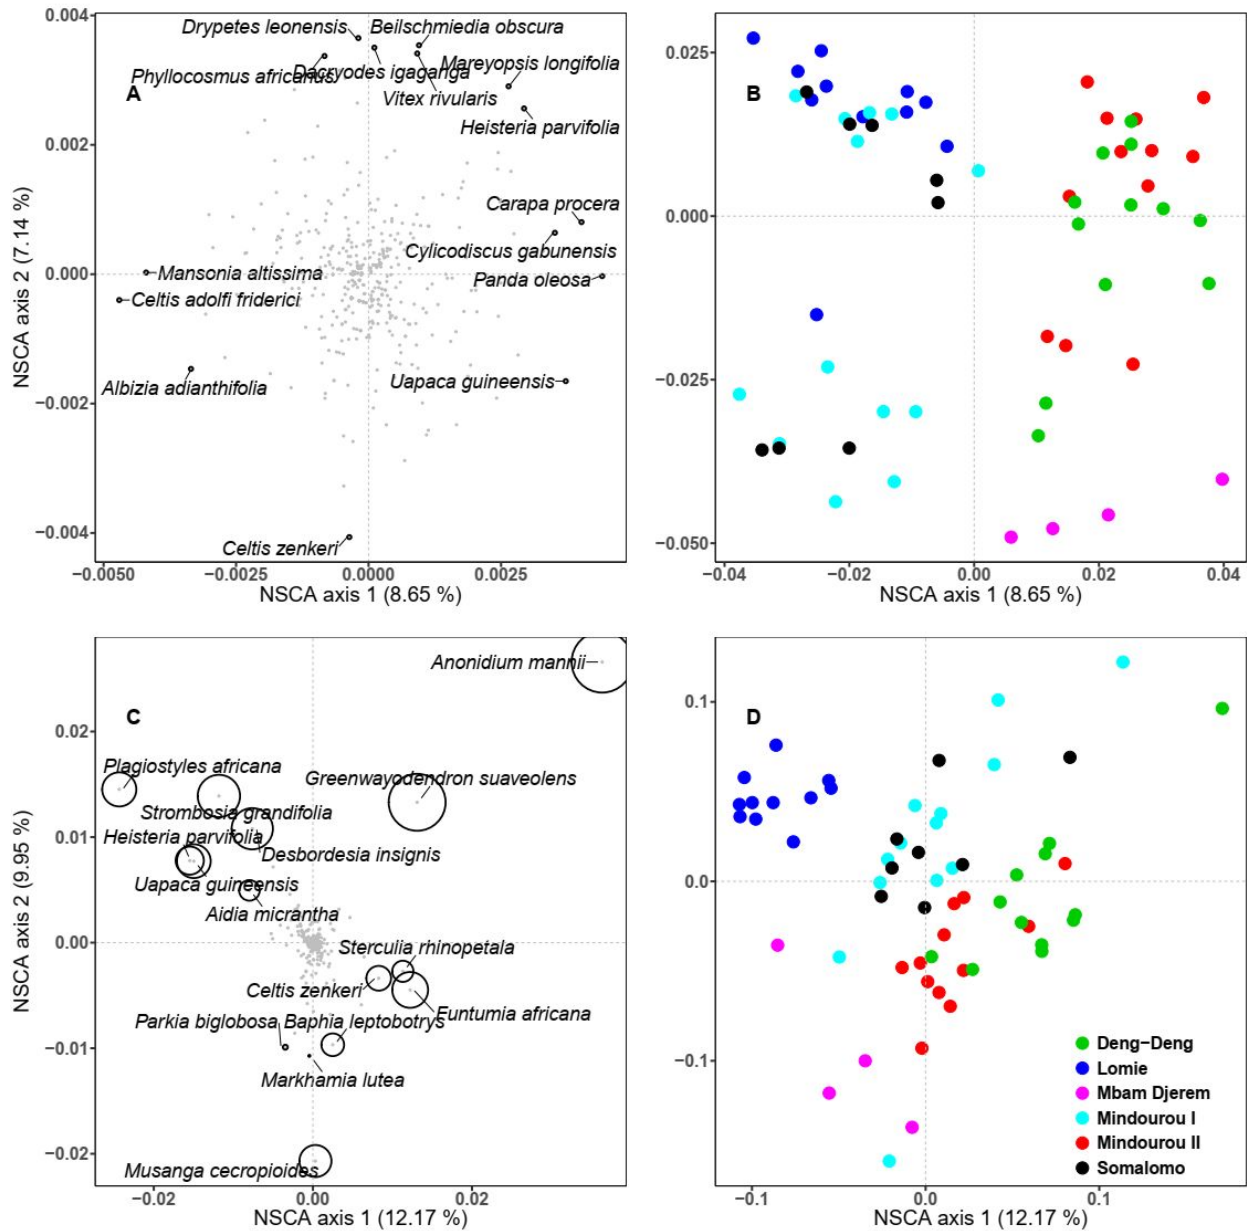 0.004
0.002
0.000
−0.002
−0.004
NSCA axis 2 (7.14 %)
A
Drypetes leonensis
Beilschmiedia obscura
Phyllocosmus africanus
Dacryodes igaganga
Mareyopsis longifolia
Vitex rivularis
Heisteria parvifolia
Carapa procera
Cylicodiscus gabunensis
Mansonia altissima
Panda oleosa
Celtis adolfi friderici
Albizia adianthifolia
Uapaca guineensis
Celtis zenkeri
−0.0050
−0.0025
0.0000
0.0025
NSCA axis 1 (8.65 %)
B
0.025
0.000
−0.025
−0.050
−0.04
−0.02
0.00
0.02
0.04
NSCA axis 1 (8.65 %)
C
0.02
0.01
0.00
−0.01
−0.02
NSCA axis 2 (9.95 %)
Anonidium mannii
Plagiostyles africana
Greenwayodendron suaveolens
Strombosia grandifolia
Heisteria parvifolia
Desbordesia insignis
Uapaca guineensis
Aidia micrantha
Sterculia rhinopetala
Celtis zenkeri
Funtumia africana
Parkia biglobosa
Baphia leptobotrys
Markhamia lutea
Musanga cecropioides
−0.02
0.00
0.02
NSCA axis 1 (12.17 %)
D
0.1
0.0
−0.1
Deng−Deng
Lomie
Mbam Djerem
Mindourou I
Mindourou II
Somalomo
−0.1
0.0
0.1
NSCA axis 1 (12.17 %)